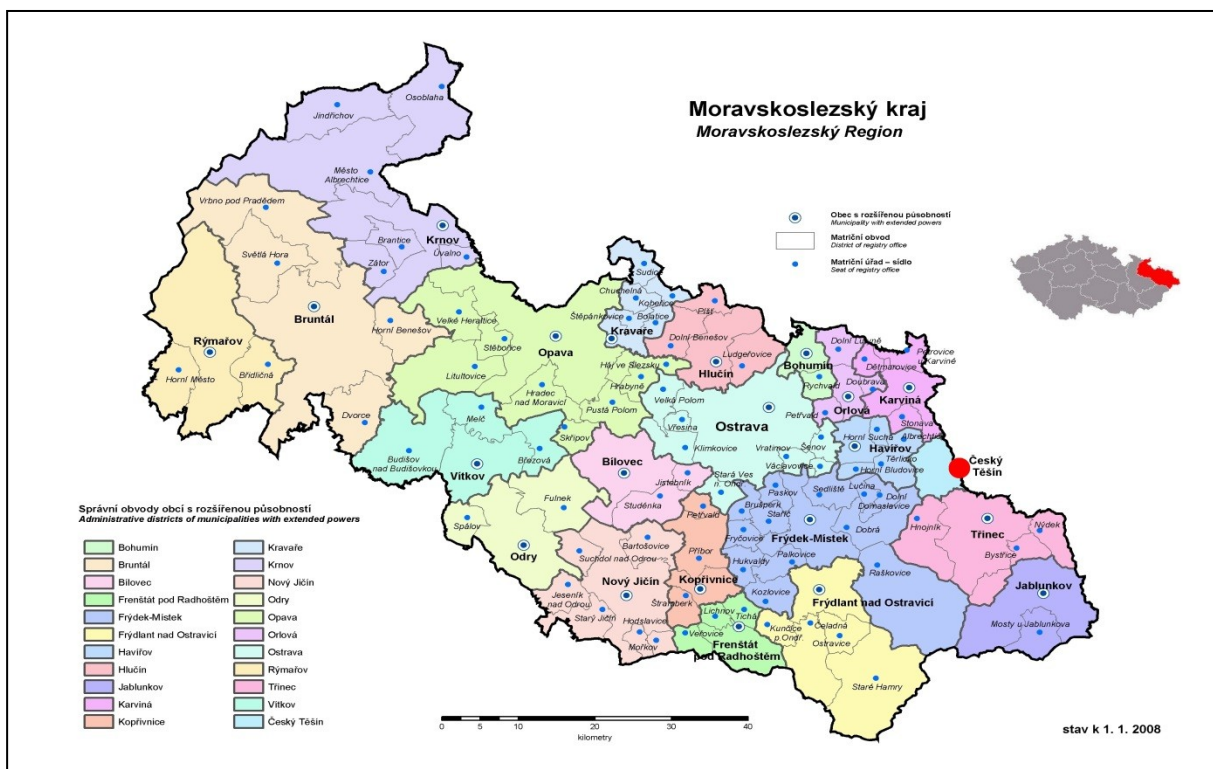 Moravskoslezský kraj
Moravskoslezský Region
Obec s rozšířenou působností
Municipality with extended powers
Matriční obvod
District of registry office
Matriční úřad – sídlo
Seat of registry office
Osoblaha
Jindřichov
Město
Albrechtice
Vrbno pod Pradědem
Krnov
Brantice
Úvalno
Zátor
Světlá Hora
Bruntál
Horní Benešov
Rýmařov
Horní Město
Břidličná
Dvorce
Velké Heraltice
Stěbořice
Litultovice
Opava
Hradec
nad Moravicí
Háj ve Slezsku
Hrabyně
Pustá Polom
Skřipov
Sudice
Chuchelná
Kobeřice
Štěpánkovice
Bolatice
Kravaře
Píšť
Dolní Benešov
Ludgeřovice
Hlučín
Bohumín
Rychvald
Dolní Lutyně
Dětmarovice
Petrovice
u Karviné
Doubrava
Karviná
Orlová
Petřvald
Stonava
Velká Polom
Ostrava
Vřesina
Klimkovice
Vratimov
Šenov
Václavovice
Stará Ves
n. Ondř.
Horní Suchá
Albrechtice
Havířov
Těrlicko
Horní Bludovice
Český
Těšín
Melč
Budišov
nad Budišovkou
Březová
Vítkov
Bílovec
Jistebník
Studénka
Fulnek
Spálov
Odry
Paskov
Sedliště
Lučina
Dolní
Domaslavice
Brušperk
Staříč
Fryčovice
Frýdek-Místek
Dobrá
Hukvaldy
Palkovice
Raškovice
Kozlovice
Hnojník
Třinec
Nýdek
Bystřice
Jablunkov
Mosty u Jablunkova
Petřvald
Příbor
Kopřivnice
Štramberk
Bartošovice
Suchdol nad Odrou
Nový Jičín
Jeseník
nad Odrou
Starý Jičín
Hodslavice
Mořkov
Lichnov
Tichá
Veřovice
Frenštát
pod Radhoštěm
Frýdlant nad Ostravicí
Kunčice
p.Ondř.
Čeladná
Ostravice
Staré Hamry
Správní obvody obcí s rozšířenou působností
Administrative districts of municipalities with extended powers
Bohumín
Bruntál
Bílovec
Frenštát pod Radhoštěm
Frýdek-Místek
Frýdlant nad Ostravicí
Havířov
Hlučín
Jablunkov
Karviná
Kopřivnice
Kravaře
Krnov
Nový Jičín
Odry
Opava
Orlová
Ostrava
Rýmařov
Třinec
Vítkov
Český Těšín
0 10 20 30 40
kilometry
stav k 1. 1. 2008